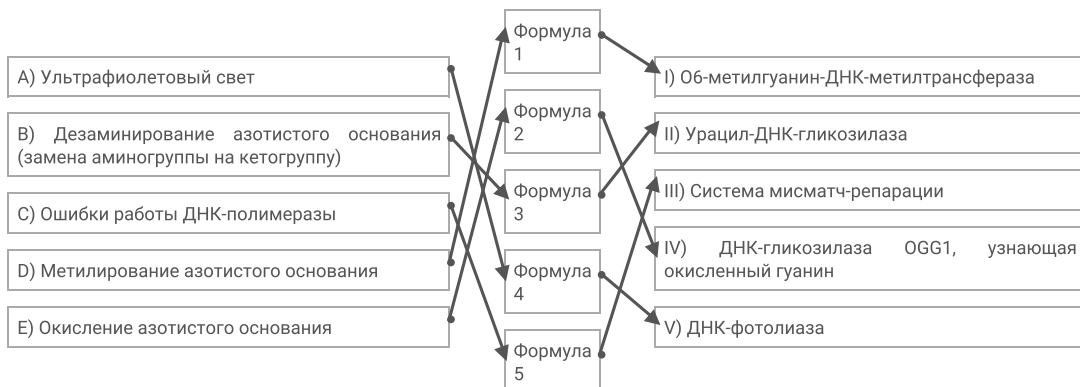 A) Ультрафиолетовый свет
B) Дезаминирование азотистого основания
(замена аминогруппы на кетогруппу)
C) Ошибки работы ДНК-полимеразы
D) Метилирование азотистого основания
E) Окисление азотистого основания
Формула
1
Формула
2
Формула
3
Формула
4
Формула
5
I) О6-метилгуанин-ДНК-метилтрансфераза
II) Урацил-ДНК-гликозилаза
III) Система мисматч-репарации
IV) ДНК-гликозилаза OGG1, узнающая
окисленный гуанин
V) ДНК-фотолиаза